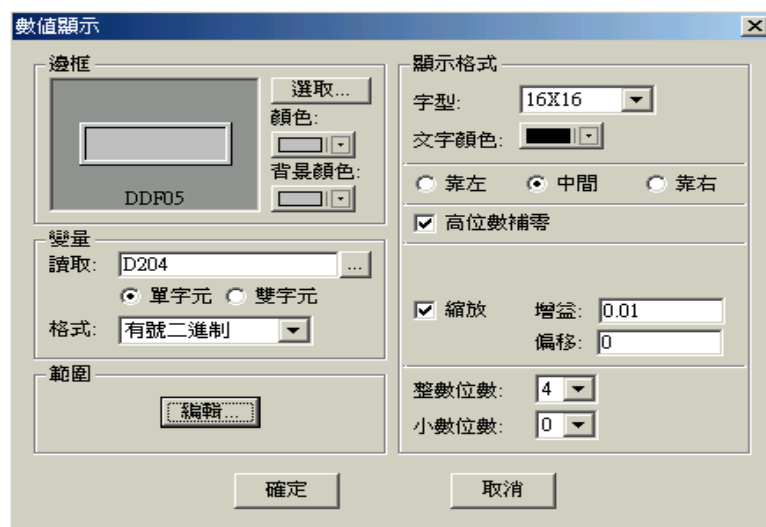 數值顯示
邊框
選取...
顏色:
背景顏色:
DDF05
變量
讀取: D204 ...
單字元 雙字元
格式: 有號二進制
範圍
編輯...
顯示格式
字型: 16X16
文字顏色:
靠左 中間 靠右
高位數補零
縮放 增益: 0.01
偏移: 0
整數位數: 4
小數位數: 0
確定 取消